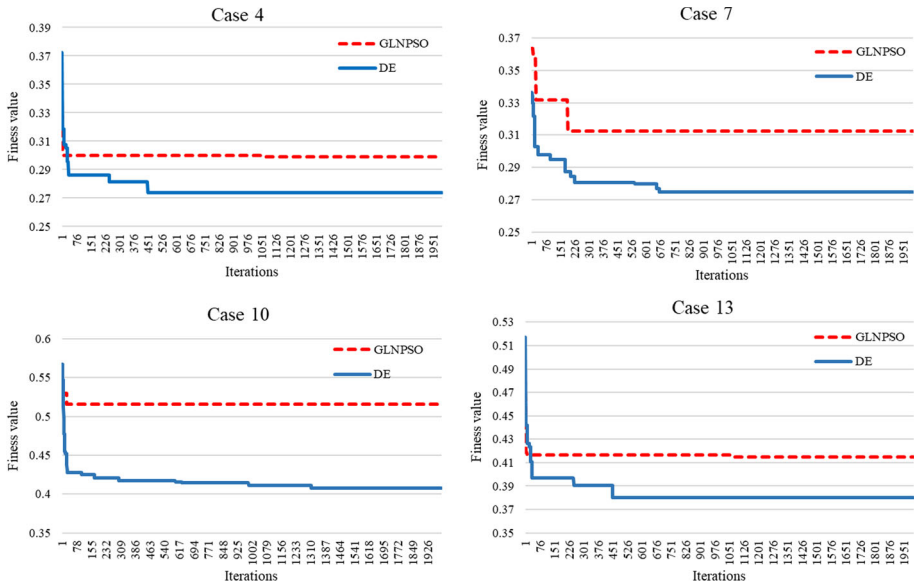 Case 4
Finess value
0.39
0.37
0.35
0.33
0.31
0.29
0.27
0.25
GLNPSO
DE
1 76 151 226 301 376 451 526 601 676 751 826 901 976 1051 1126 1201 1276 1351 1426 1501 1576 1651 1726 1801 1876 1951
Iterations
Case 7
Finess value
0.37
0.35
0.33
0.31
0.29
0.27
0.25
GLNPSO
DE
1 76 151 226 301 376 451 526 601 676 751 826 901 976 1051 1126 1201 1276 1351 1426 1501 1576 1651 1726 1801 1876 1951
Iterations
Case 10
Finess value
0.6
0.55
0.5
0.45
0.4
0.35
GLNPSO
DE
1 78 155 232 309 386 463 540 617 694 771 848 925 1002 1079 1156 1233 1310 1387 1464 1541 1618 1695 1772 1849 1926
Iterations
Case 13
Finess value
0.53
0.51
0.49
0.47
0.45
0.43
0.41
0.39
0.37
0.35
GLNPSO
DE
1 76 151 226 301 376 451 526 601 676 751 826 901 976 1051 1126 1201 1276 1351 1426 1501 1576 1651 1726 1801 1876 1951
Iterations